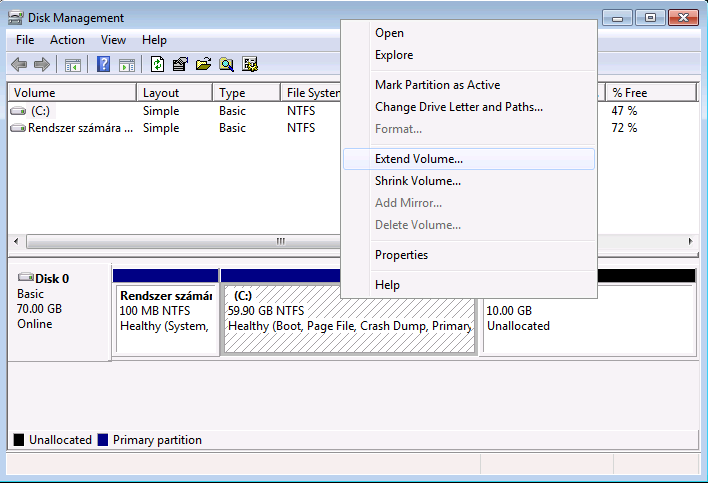 Disk Management
File Action View Help
Volume Layout Type File System % Free
(C:) Simple Basic NTFS 47 %
Rendszer számára ... Simple Basic NTFS 72 %
Open
Explore
Mark Partition as Active
Change Drive Letter and Paths...
Format...
Extend Volume...
Shrink Volume...
Add Mirror...
Delete Volume...
Properties
Help
Disk 0
Basic
70.00 GB
Online
Rendszer számár
100 MB NTFS
Healthy (System,
(C:)
59.90 GB NTFS
Healthy (Boot, Page File, Crash Dump, Primary
10.00 GB
Unallocated
Unallocated Primary partition